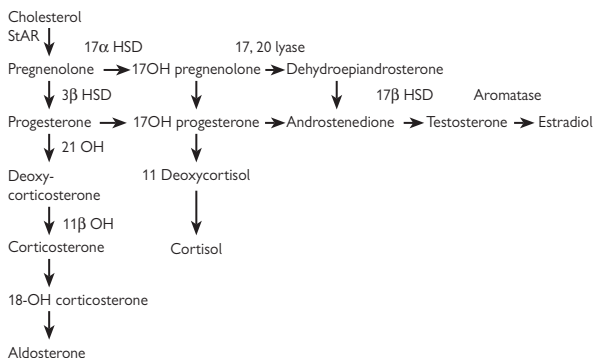 Cholesterol
StAR
17α HSD 17, 20 lyase
Pregnenolone 17OH pregnenolone Dehydroepiandrosterone
3β HSD 17β HSD Aromatase
Progesterone 17OH progesterone Androstenedione Testosterone Estradiol
21 OH
Deoxy- 11 Deoxycortisol
corticosterone
11β OH
Corticosterone Cortisol
18-OH corticosterone
Aldosterone